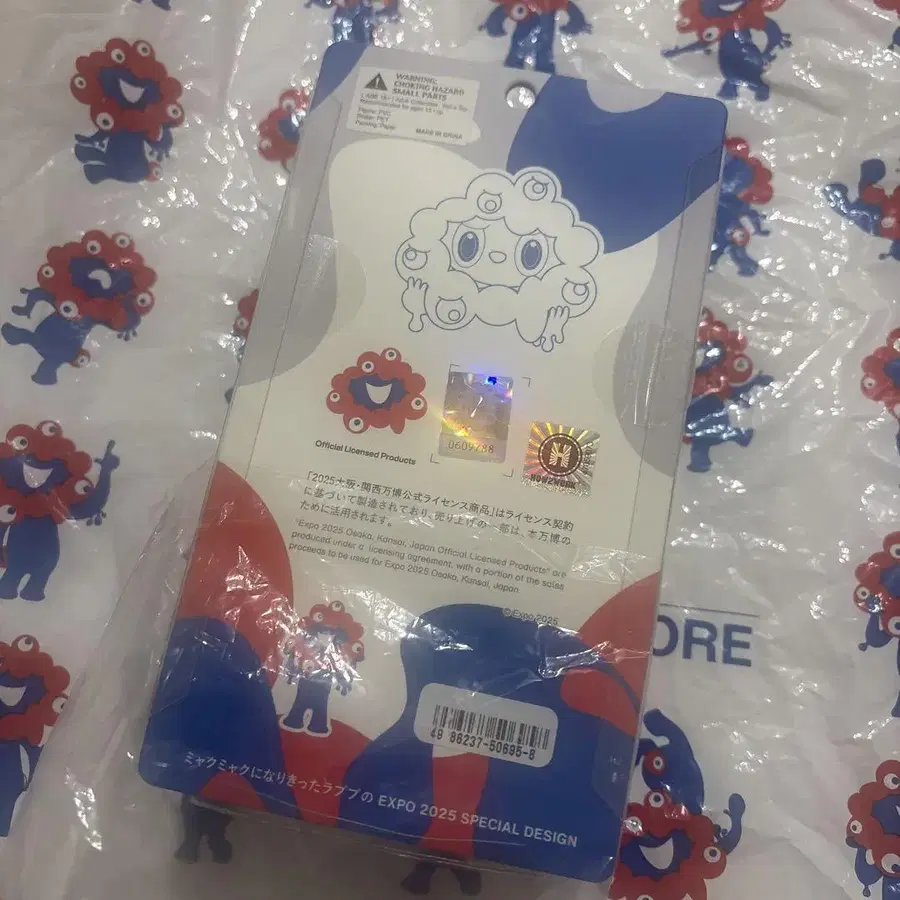 WARNING:
CHOKING HAZARD
SMALL PARTS
MADE IN CHINA
Official Licensed Products
0609788
HOW2WORK
「2025大阪・関西万博公式ライセンス商品」はライセンス契約
に基づいて製造されており、売り上げの一部は、本万博の
ために活用されます。
"Expo 2025 Osaka, Kansai, Japan Official Licensed Products" are
produced under a licensing agreement, with a portion of the sales
proceeds to be used for Expo 2025 Osaka, Kansai, Japan
©Expo 2025
ORE
49 86237-50695-8
ミャクミャクになりきったラブブの EXPO 2025 SPECIAL DESIGN